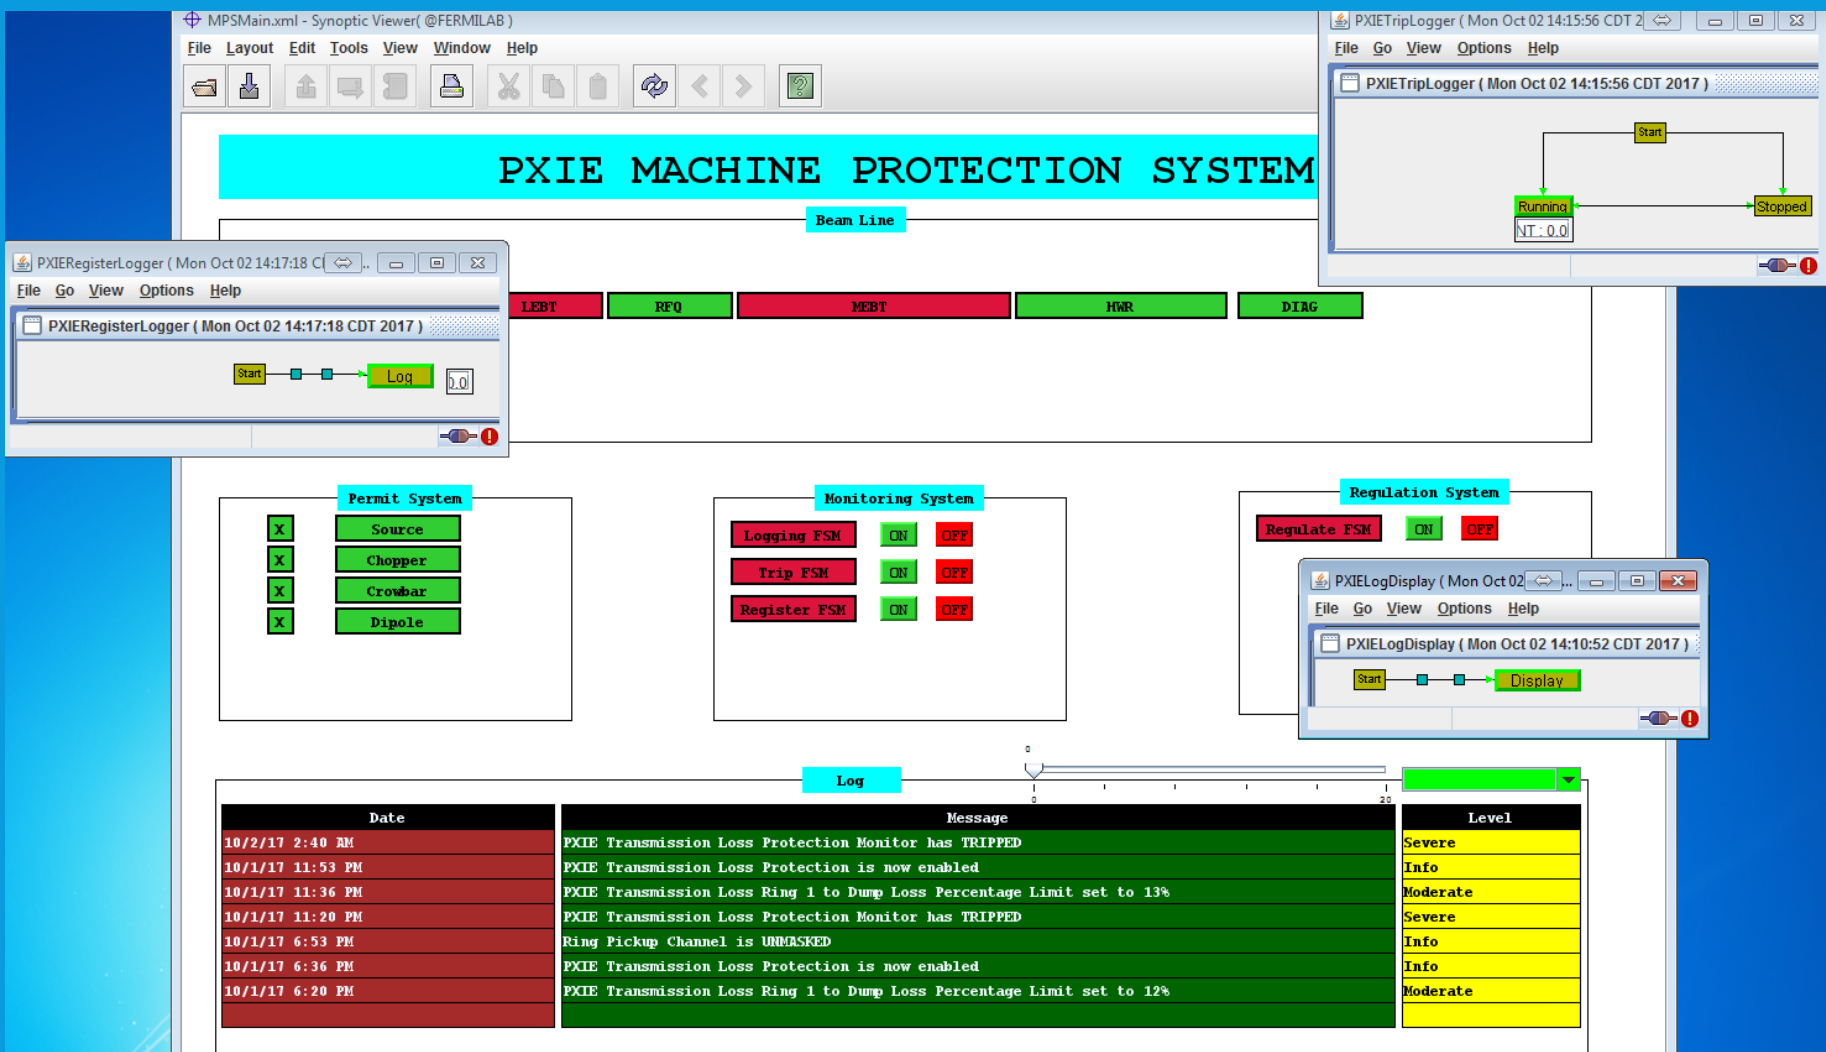 MPSMain.xml - Synoptic Viewer( @FERMILAB )
File Layout Edit Tools View Window Help
PXIETripLogger ( Mon Oct 02 14:15:56 CDT 2
File Go View Options Help
PXIETripLogger ( Mon Oct 02 14:15:56 CDT 2017 )
Start
Running
Stopped
NT : 0.0
PXIE MACHINE PROTECTION SYSTEM
Beam Line
PXIERegisterLogger ( Mon Oct 02 14:17:18 CI ..
File Go View Options Help
PXIERegisterLogger ( Mon Oct 02 14:17:18 CDT 2017 )
Start
Log
0.0
LEBT RFQ MEBT HWR DIAG
Permit System
X Source
X Chopper
X Crowbar
X Dipole
Monitoring System
Logging FSM ON OFF
Trip FSM ON OFF
Register FSM ON OFF
Regulation System
Regulate FSM ON OFF
PXIELogDisplay ( Mon Oct 02 ...
File Go View Options Help
PXIELogDisplay ( Mon Oct 02 14:10:52 CDT 2017 )
Start
Display
0
Log
0 20
Date Message Level
10/2/17 2:40 AM PXIE Transmission Loss Protection Monitor has TRIPPED Severe
10/1/17 11:53 PM PXIE Transmission Loss Protection is now enabled Info
10/1/17 11:36 PM PXIE Transmission Loss Ring 1 to Dump Loss Percentage Limit set to 13% Moderate
10/1/17 11:20 PM PXIE Transmission Loss Protection Monitor has TRIPPED Severe
10/1/17 6:53 PM Ring Pickup Channel is UNMASKED Info
10/1/17 6:36 PM PXIE Transmission Loss Protection is now enabled Info
10/1/17 6:20 PM PXIE Transmission Loss Ring 1 to Dump Loss Percentage Limit set to 12% Moderate